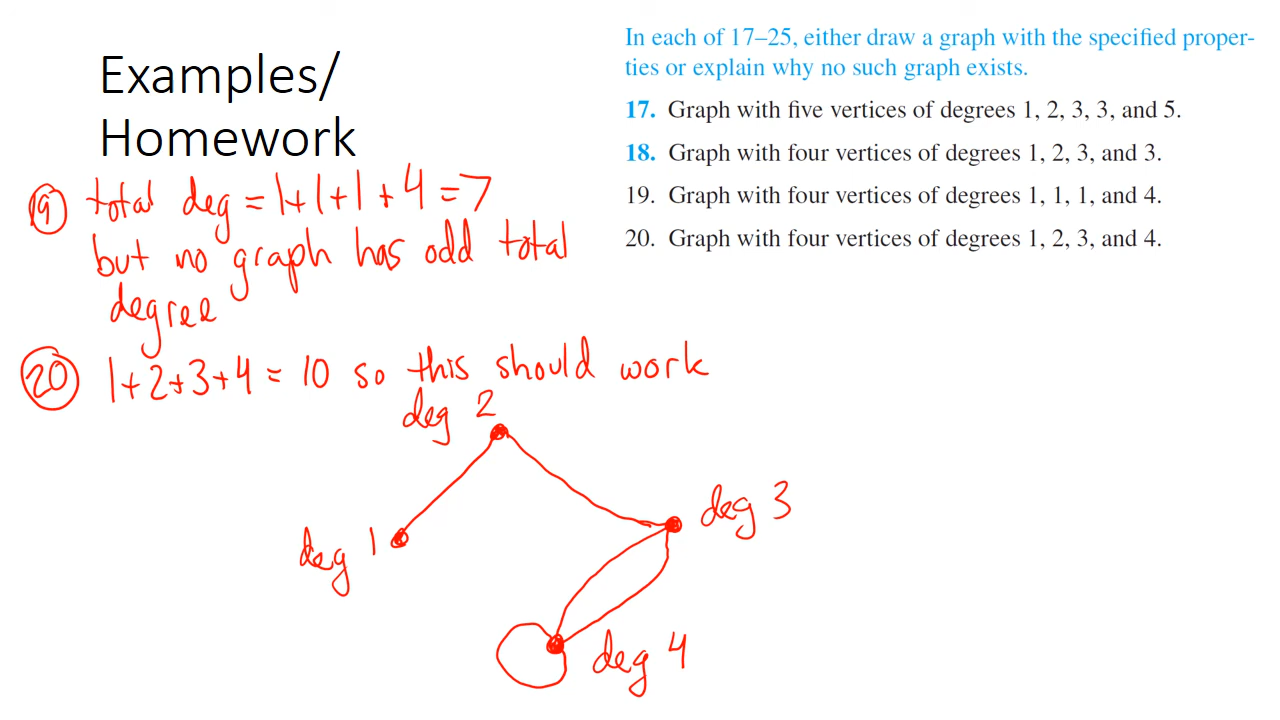 Examples/
Homework
In each of 17–25, either draw a graph with the specified proper-
ties or explain why no such graph exists.
17. Graph with five vertices of degrees 1, 2, 3, 3, and 5.
18. Graph with four vertices of degrees 1, 2, 3, and 3.
19. Graph with four vertices of degrees 1, 1, 1, and 4.
20. Graph with four vertices of degrees 1, 2, 3, and 4.
19 total deg = 1+1+1+4=7
but no graph has odd total
degree
20 1+2+3+4 = 10 so this should work
deg 2
deg 3
deg 1
deg 4